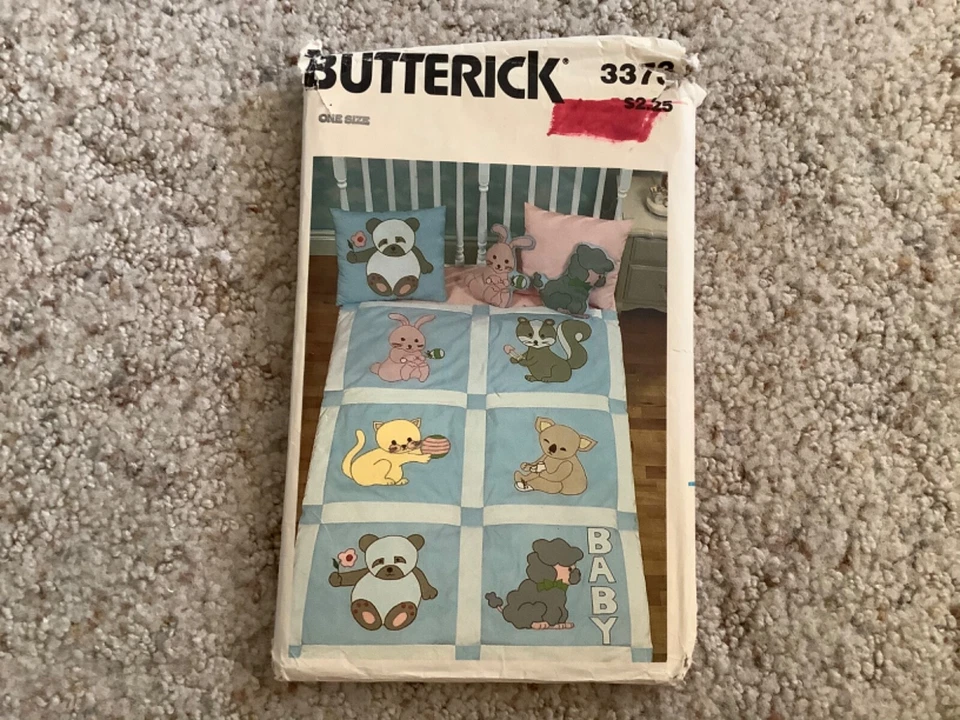 BUTTERICK®
3373
$2.25
ONE SIZE
BABY